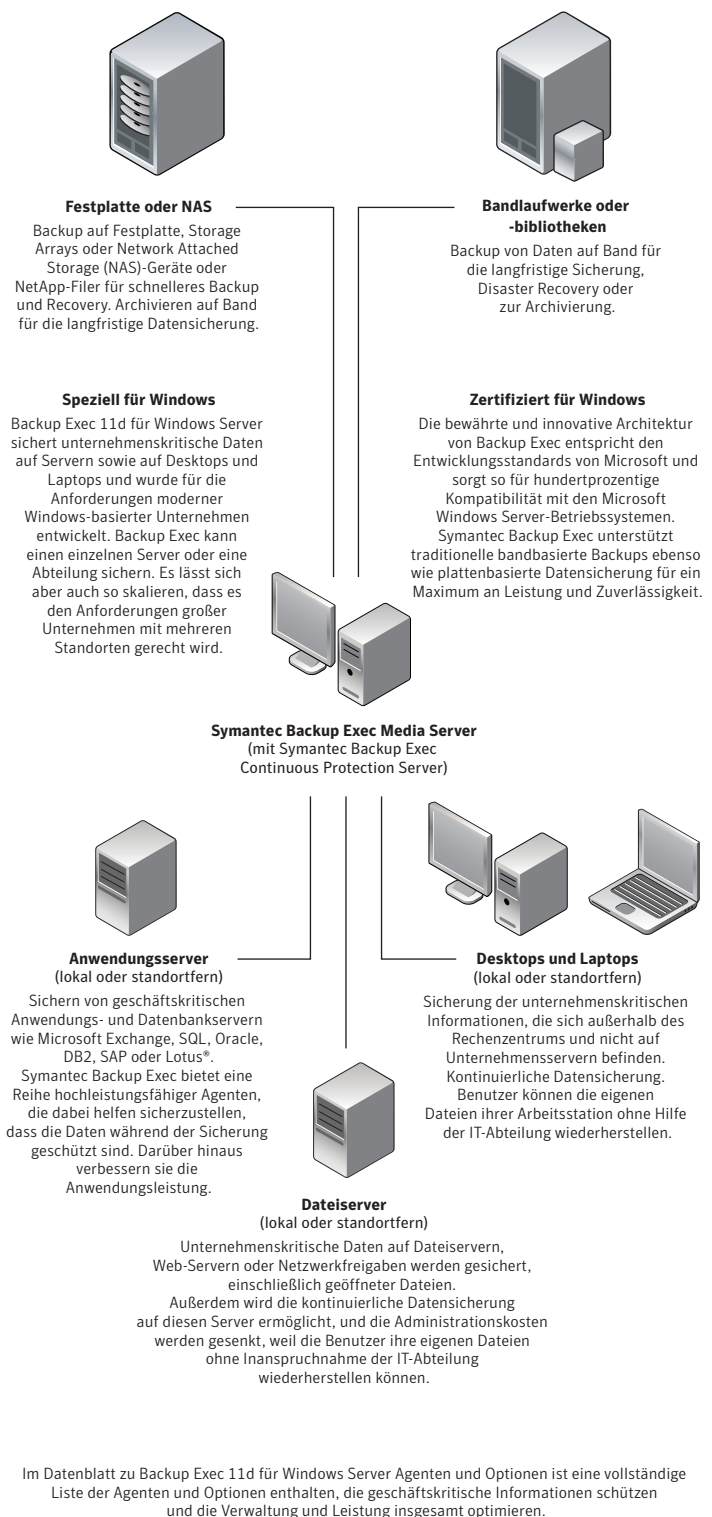 Festplatte oder NAS
Backup auf Festplatte, Storage
Arrays oder Network Attached
Storage (NAS)-Geräte oder
NetApp-Filer für schnelleres Backup
und Recovery. Archivieren auf Band
für die langfristige Datensicherung.
Bandlaufwerke oder
-bibliotheken
Backup von Daten auf Band für
die langfristige Sicherung,
Disaster Recovery oder
zur Archivierung.
Speziell für Windows
Backup Exec 11d für Windows Server
sichert unternehmenskritische Daten
auf Servern sowie auf Desktops und
Laptops und wurde für die
Anforderungen moderner
Windows-basierter Unternehmen
entwickelt. Backup Exec kann
einen einzelnen Server oder eine
Abteilung sichern. Es lässt sich
aber auch so skalieren, dass es
den Anforderungen großer
Unternehmen mit mehreren
Standorten gerecht wird.
Zertifiziert für Windows
Die bewährte und innovative Architektur
von Backup Exec entspricht den
Entwicklungsstandards von Microsoft und
sorgt so für hundertprozentige
Kompatibilität mit den Microsoft
Windows Server-Betriebssystemen.
Symantec Backup Exec unterstützt
traditionelle bandbasierte Backups ebenso
wie plattenbasierte Datensicherung für ein
Maximum an Leistung und Zuverlässigkeit.
Symantec Backup Exec Media Server
(mit Symantec Backup Exec
Continuous Protection Server)
Anwendungsserver
(lokal oder standortfern)
Sichern von geschäftskritischen
Anwendungs- und Datenbankservern
wie Microsoft Exchange, SQL, Oracle,
DB2, SAP oder Lotus®.
Symantec Backup Exec bietet eine
Reihe hochleistungsfähiger Agenten,
die dabei helfen sicherzustellen,
dass die Daten während der Sicherung
geschützt sind. Darüber hinaus
verbessern sie die
Anwendungsleistung.
Desktops und Laptops
(lokal oder standortfern)
Sicherung der unternehmenskritischen
Informationen, die sich außerhalb des
Rechenzentrums und nicht auf
Unternehmensservern befinden.
Kontinuierliche Datensicherung.
Benutzer können die eigenen
Dateien ihrer Arbeitsstation ohne Hilfe
der IT-Abteilung wiederherstellen.
Dateiserver
(lokal oder standortfern)
Unternehmenskritische Daten auf Dateiservern,
Web-Servern oder Netzwerkfreigaben werden gesichert,
einschließlich geöffneter Dateien.
Außerdem wird die kontinuierliche Datensicherung
auf diesen Server ermöglicht, und die Administrationskosten
werden gesenkt, weil die Benutzer ihre eigenen Dateien
ohne Inanspruchnahme der IT-Abteilung
wiederherstellen können.
Im Datenblatt zu Backup Exec 11d für Windows Server Agenten und Optionen ist eine vollständige
Liste der Agenten und Optionen enthalten, die geschäftskritische Informationen schützen
und die Verwaltung und Leistung insgesamt optimieren.